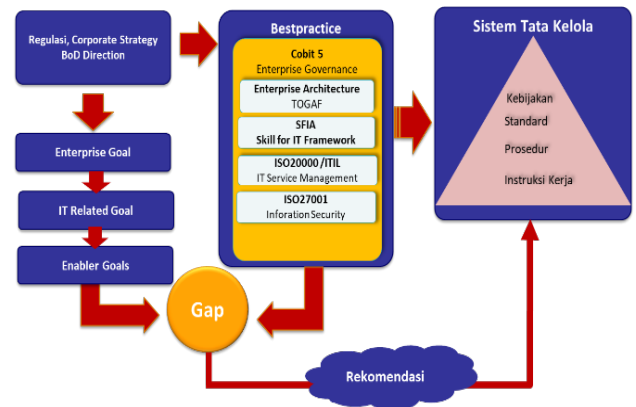 Regulasi, Corporate Strategy
BoD Direction
Enterprise Goal
IT Related Goal
Enabler Goals
Bestpractice
Cobit 5
Enterprise Governance
Enterprise Architecture
TOGAF
SFIA
Skill for IT Framework
ISO20000/ITIL
IT Service Management
ISO27001
Inforation Security
Sistem Tata Kelola
Kebijakan
Standard
Prosedur
Instruksi Kerja
Gap
Rekomendasi